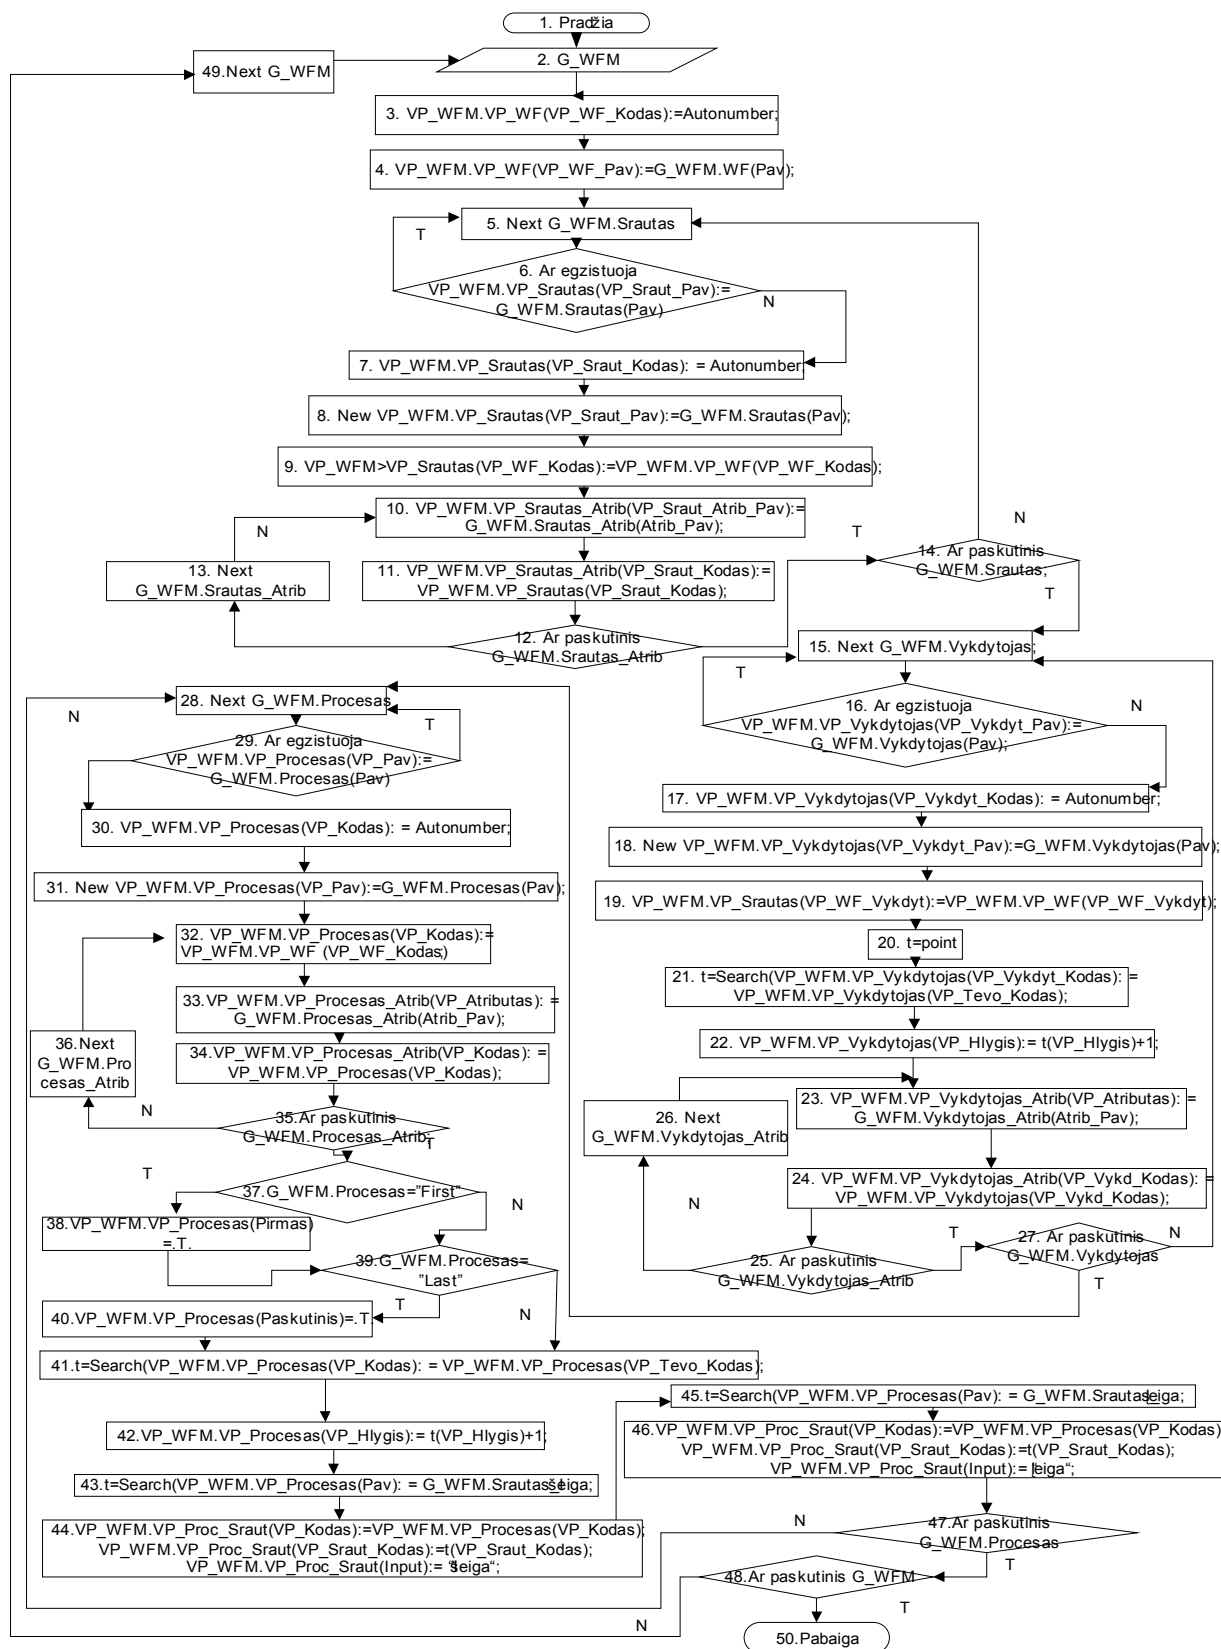 1. Pradžia
2. G_WFM
49.Next G_WFM
3. VP_WFM.VP_WF(VP_WF_Kodas):=Autonumber;
4. VP_WFM.VP_WF(VP_WF_Pav):=G_WFM.WF(Pav);
5. Next G_WFM.Srautas
T
6. Ar egzistuoja
VP_WFM.VP_Srautas(VP_Sraut_Pav):=
G_WFM.Srautas(Pav)
N
7. VP_WFM.VP_Srautas(VP_Sraut_Kodas): = Autonumber;
8. New VP_WFM.VP_Srautas(VP_Sraut_Pav):=G_WFM.Srautas(Pav);
9. VP_WFM>VP_Srautas(VP_WF_Kodas):=VP_WFM.VP_WF(VP_WF_Kodas);
10. VP_WFM.VP_Srautas_Atrib(VP_Sraut_Atrib_Pav):=
G_WFM.Srautas_Atrib(Atrib_Pav);
N
13. Next
G_WFM.Srautas_Atrib
11. VP_WFM.VP_Srautas_Atrib(VP_Sraut_Kodas):=
VP_WFM.VP_Srautas(VP_Sraut_Kodas);
12. Ar paskutinis
G_WFM.Srautas_Atrib
T
N
14. Ar paskutinis
G_WFM.Srautas;
T
15. Next G_WFM.Vykdytojas;
T
16. Ar egzistuoja
VP_WFM.VP_Vykdytojas(VP_Vykdyt_Pav):=
G_WFM.Vykdytojas(Pav);
N
17. VP_WFM.VP_Vykdytojas(VP_Vykdyt_Kodas): = Autonumber;
18. New VP_WFM.VP_Vykdytojas(VP_Vykdyt_Pav):=G_WFM.Vykdytojas(Pav);
19. VP_WFM.VP_Srautas(VP_WF_Vykdyt):=VP_WFM.VP_WF(VP_WF_Vykdyt);
20. t=point
21. t=Search(VP_WFM.VP_Vykdytojas(VP_Vykdyt_Kodas): =
VP_WFM.VP_Vykdytojas(VP_Tevo_Kodas);
22. VP_WFM.VP_Vykdytojas(VP_Hlygis):= t(VP_Hlygis)+1;
23. VP_WFM.VP_Vykdytojas_Atrib(VP_Atributas): =
G_WFM.Vykdytojas_Atrib(Atrib_Pav);
26. Next
G_WFM.Vykdytojas_Atrib
24. VP_WFM.VP_Vykdytojas_Atrib(VP_Vykd_Kodas): =
VP_WFM.VP_Vykdytojas(VP_Vykd_Kodas);
N
25. Ar paskutinis
G_WFM.Vykdytojas_Atrib
T
27. Ar paskutinis
G_WFM.Vykdytojas
N
T
N
28. Next G_WFM.Procesas
T
29. Ar egzistuoja
VP_WFM.VP_Procesas(VP_Pav):=
G_WFM.Procesas(Pav)
30. VP_WFM.VP_Procesas(VP_Kodas): = Autonumber;
31. New VP_WFM.VP_Procesas(VP_Pav):=G_WFM.Procesas(Pav);
32. VP_WFM.VP_Procesas(VP_Kodas):=
VP_WFM.VP_WF (VP_WF_Kodas;)
33.VP_WFM.VP_Procesas_Atrib(VP_Atributas): =
G_WFM.Procesas_Atrib(Atrib_Pav);
36.Next
G_WFM.Pro
cesas_Atrib
34.VP_WFM.VP_Procesas_Atrib(VP_Kodas): =
VP_WFM.VP_Procesas(VP_Kodas);
N
35.Ar paskutinis
G_WFM.Procesas_Atrib;
T
T
37.G_WFM.Procesas=”First”
N
38.VP_WFM.VP_Procesas(Pirmas)
=.T.
39.G_WFM.Procesas=
”Last”
T
N
40.VP_WFM.VP_Procesas(Paskutinis)=.T.
41.t=Search(VP_WFM.VP_Procesas(VP_Kodas): = VP_WFM.VP_Procesas(VP_Tevo_Kodas);
42.VP_WFM.VP_Procesas(VP_Hlygis):= t(VP_Hlygis)+1;
43.t=Search(VP_WFM.VP_Procesas(Pav): = G_WFM.Srautas_Išeiga;
44.VP_WFM.VP_Proc_Sraut(VP_Kodas):=VP_WFM.VP_Procesas(VP_Kodas);
VP_WFM.VP_Proc_Sraut(VP_Sraut_Kodas):=t(VP_Sraut_Kodas);
VP_WFM.VP_Proc_Sraut(Input):= “Išeiga“;
45.t=Search(VP_WFM.VP_Procesas(Pav): = G_WFM.Srautas_Įeiga;
46.VP_WFM.VP_Proc_Sraut(VP_Kodas):=VP_WFM.VP_Procesas(VP_Kodas)
VP_WFM.VP_Proc_Sraut(VP_Sraut_Kodas):=t(VP_Sraut_Kodas);
VP_WFM.VP_Proc_Sraut(Input):= “Įeiga“;
N
47.Ar paskutinis
G_WFM.Procesas
T
48.Ar paskutinis G_WFM
N
T
50.Pabaiga